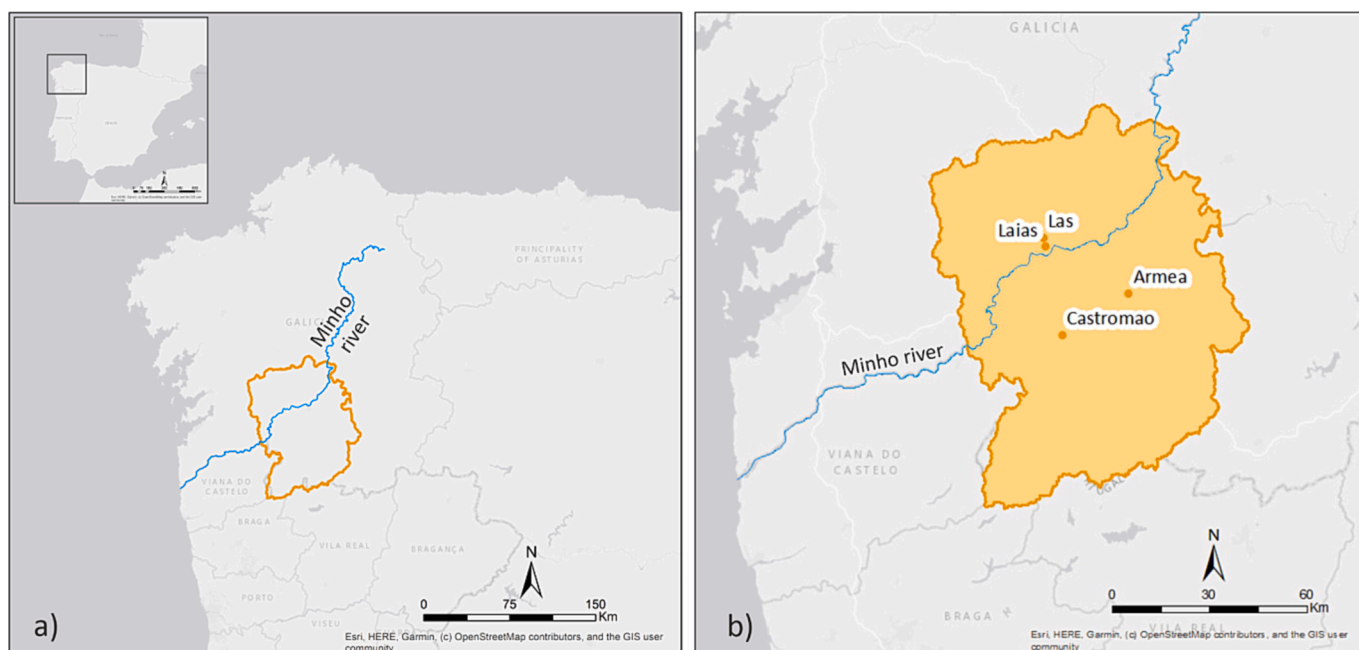 PRINCIPALITY
OF ASTURIAS
GALICIA
Minho
river
VIANA DO
CASTELO
BRAGA
VILA REAL
BRAGANÇA
PORTO
VISEU
N
0 75 150
Km
a)
Esri, HERE, Garmin, (c) OpenStreetMap contributors, and the GIS user
community
GALICIA
Las
Laias
Armea
Castromao
Minho river
VIANA DO
CASTELO
BRAGA
VILA REAL
N
0 30 60
Km
b)
Esri, HERE, Garmin, (c) OpenStreetMap contributors, and the GIS user
community